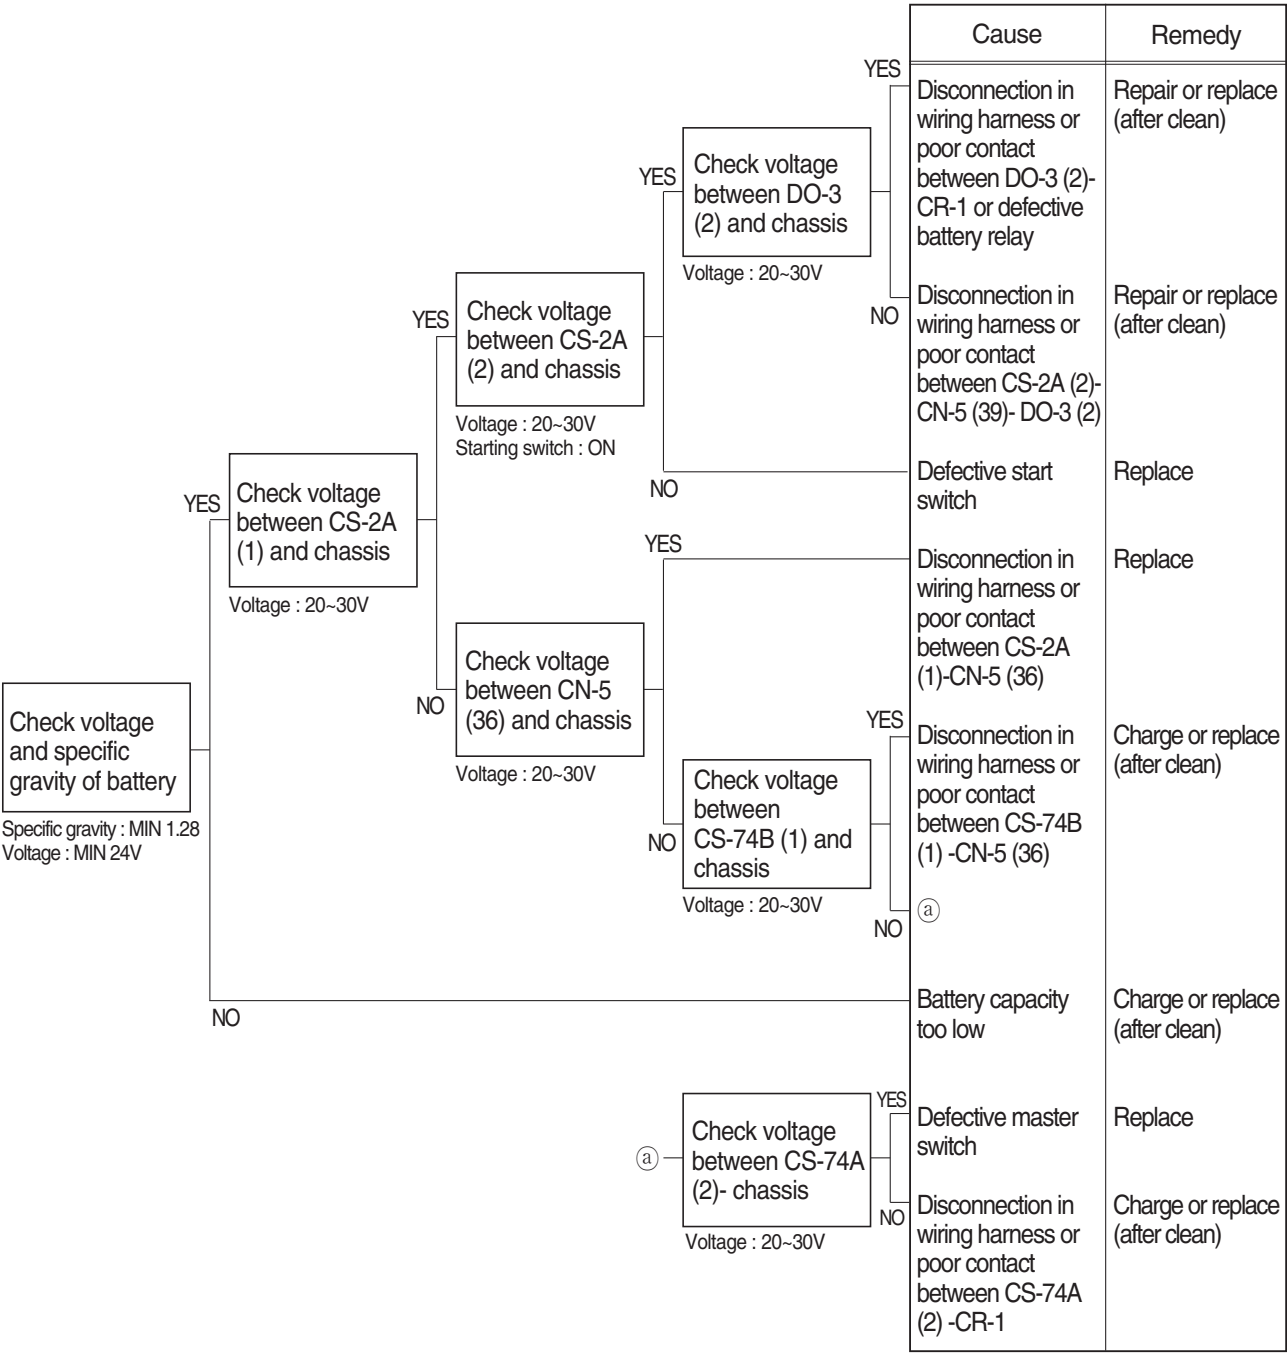 Cause
Remedy
YES
Disconnection in
wiring harness or
poor contact
between DO-3 (2)-
CR-1 or defective
battery relay
Repair or replace
(after clean)
YES
Check voltage
between DO-3
(2) and chassis
Voltage : 20~30V
NO
Disconnection in
wiring harness or
poor contact
between CS-2A (2)-
CN-5 (39)- DO-3 (2)
Repair or replace
(after clean)
YES
Check voltage
between CS-2A
(2) and chassis
Voltage : 20~30V
Starting switch : ON
NO
Defective start
switch
Replace
YES
Check voltage
between CS-2A
(1) and chassis
Voltage : 20~30V
YES
Disconnection in
wiring harness or
poor contact
between CS-2A
(1)-CN-5 (36)
Replace
NO
Check voltage
between CN-5
(36) and chassis
Voltage : 20~30V
YES
Disconnection in
wiring harness or
poor contact
between CS-74B
(1) -CN-5 (36)
Charge or replace
(after clean)
NO
Check voltage
between
CS-74B (1) and
chassis
Voltage : 20~30V
NO
ⓐ
Check voltage
and specific
gravity of battery
Specific gravity : MIN 1.28
Voltage : MIN 24V
NO
Battery capacity
too low
Charge or replace
(after clean)
ⓐ
Check voltage
between CS-74A
(2)- chassis
Voltage : 20~30V
YES
Defective master
switch
Replace
NO
Disconnection in
wiring harness or
poor contact
between CS-74A
(2) -CR-1
Charge or replace
(after clean)